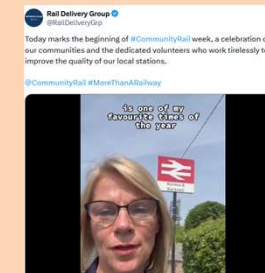 Rail Delivery Group
@RailDeliveryGrp
Today marks the beginning of #CommunityRail week, a celebration
our communities and the dedicated volunteers who work tirelessly
improve the quality of our local stations.
@CommunityRail #MoreThanARailway
is one of my
favourite times of
the year